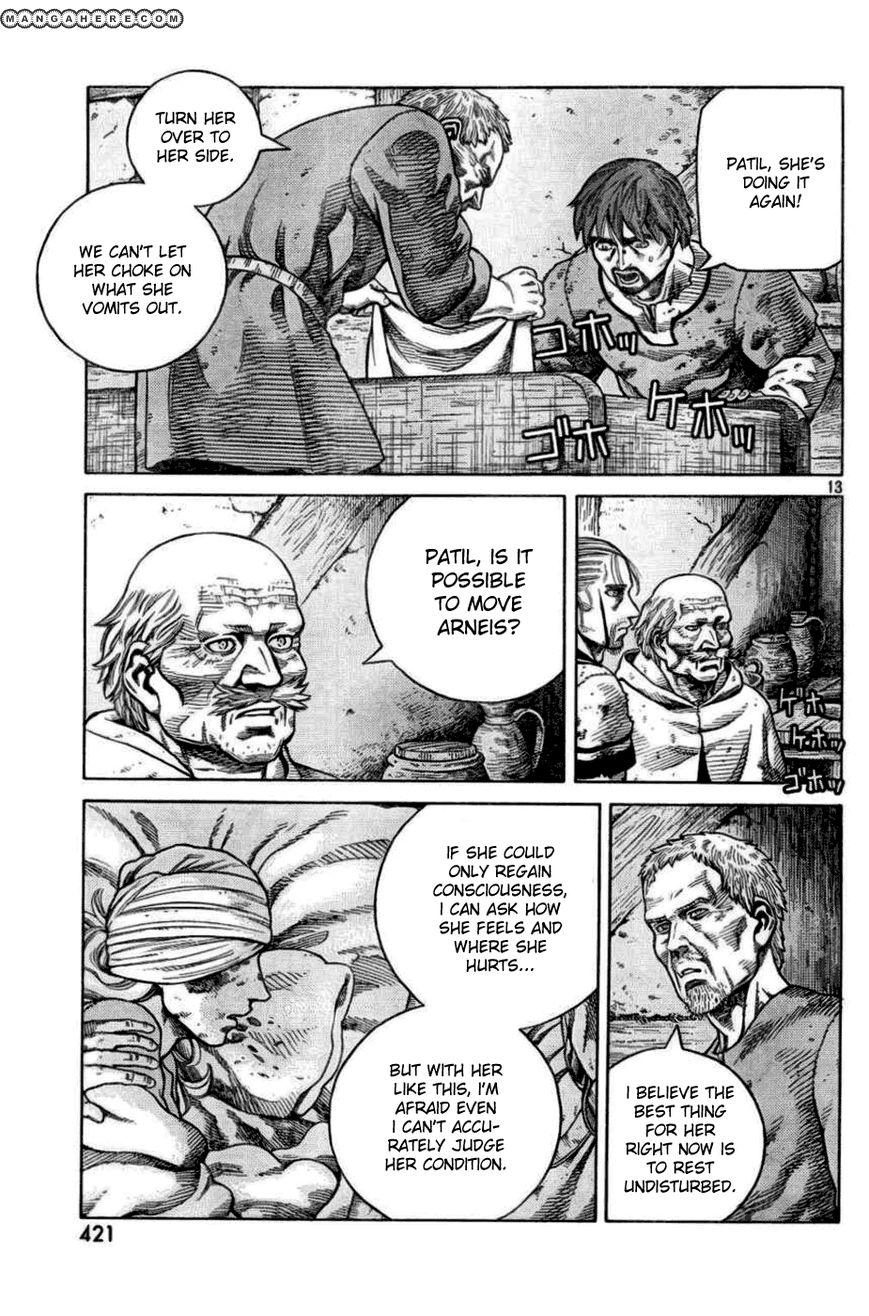 MANGAHERE.COM
PATIL, SHE'S
DOING IT
AGAIN!
TURN HER
OVER TO
HER SIDE.
WE CAN'T LET
HER CHOKE ON
WHAT SHE
VOMITS OUT.
コホッ
ケホッ
ゴホッ
13
ゲホ
ケホッ
ゴホッ
PATIL, IS IT
POSSIBLE
TO MOVE
ARNEIS?
I BELIEVE THE
BEST THING
FOR HER
RIGHT NOW IS
TO REST
UNDISTURBED.
IF SHE COULD
ONLY REGAIN
CONSCIOUSNESS,
I CAN ASK HOW
SHE FEELS AND
WHERE SHE
HURTS...
BUT WITH HER
LIKE THIS, I'M
AFRAID EVEN
I CAN'T ACCU-
RATELY JUDGE
HER CONDITION.
421